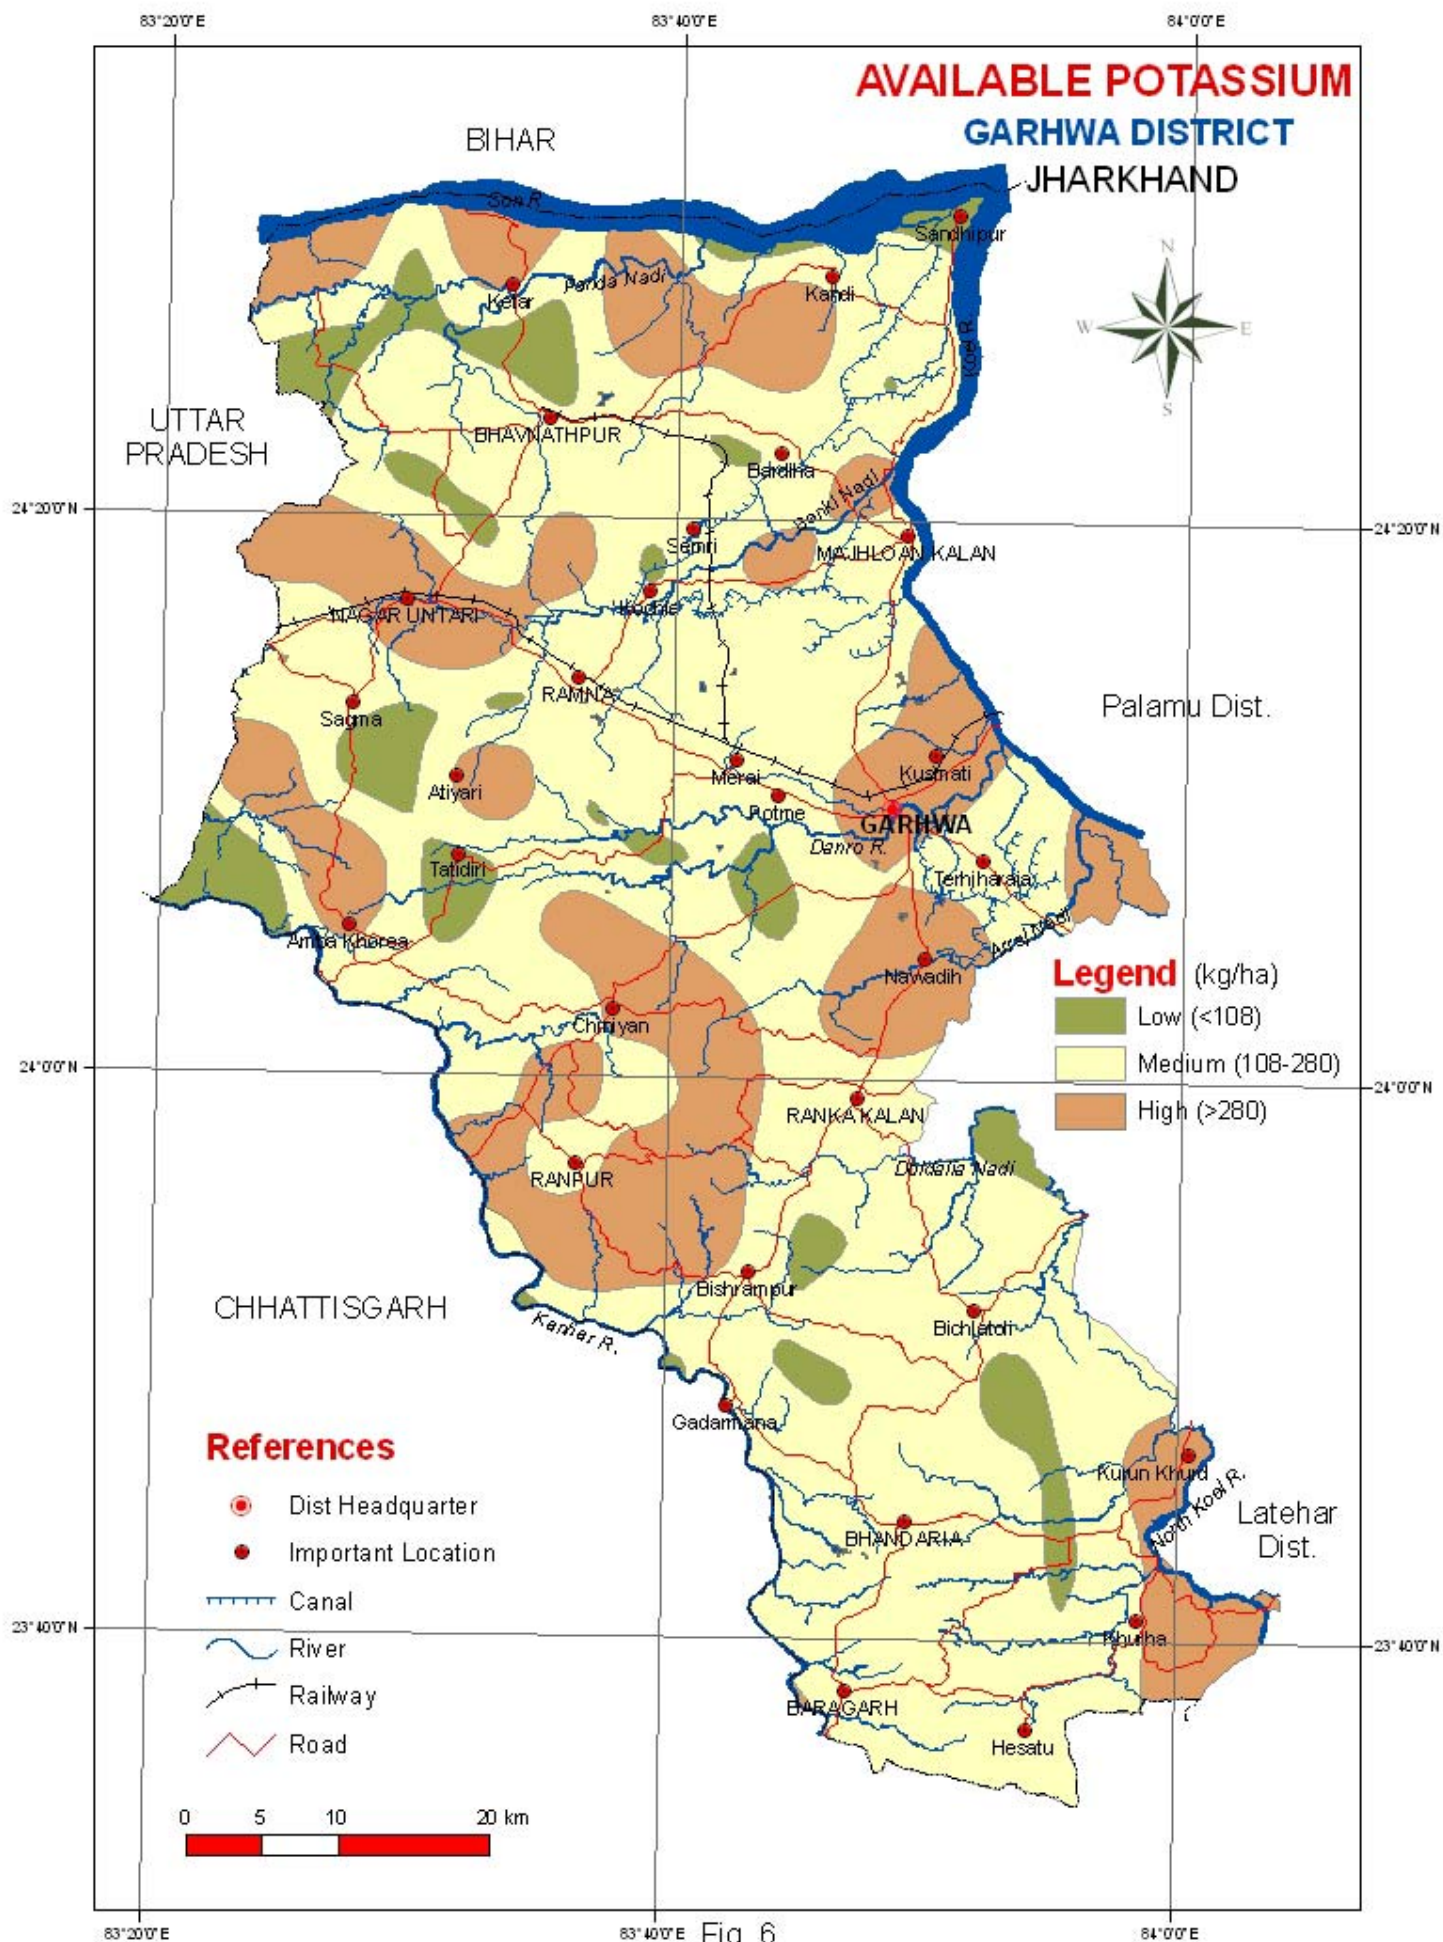 83°20'0"E
83°40'0"E
84°0'0"E
AVAILABLE POTASSIUM
GARHWA DISTRICT
JHARKHAND
BIHAR
Son R.
Sandhipur
N
W
E
S
Ketar
Panda Nadi
Kandi
Koel R.
UTTAR
PRADESH
BHAVNATHPUR
Bardiha
Banki Nadi
24°20'0"N
24°20'0"N
Semri
MAJHLOAN KALAN
NAGAR UNTARI
RAMNA
Sagma
Palamu Dist.
Merai
Kusmati
Atiyari
Potme
GARHWA
Danro R.
Tatidiri
Amba Khorea
Nawadih
Legend (kg/ha)
Low (<108)
Chiniyan
Medium (108-280)
24°0'0"N
24°0'0"N
High (>280)
RANKA KALAN
RANPUR
Bishrampur
CHHATTISGARH
Kanhar R.
Kurun Khurd
North Koel R.
Latehar
Dist.
References
Dist Headquarter
BHANDARIA
Important Location
Canal
23°40'0"N
23°40'0"N
River
Khurha
Railway
BARAGARH
Road
Hesatu
0 5 10 20 km
83°20'0"E
83°40'0"E
Fig. 6
84°0'0"E